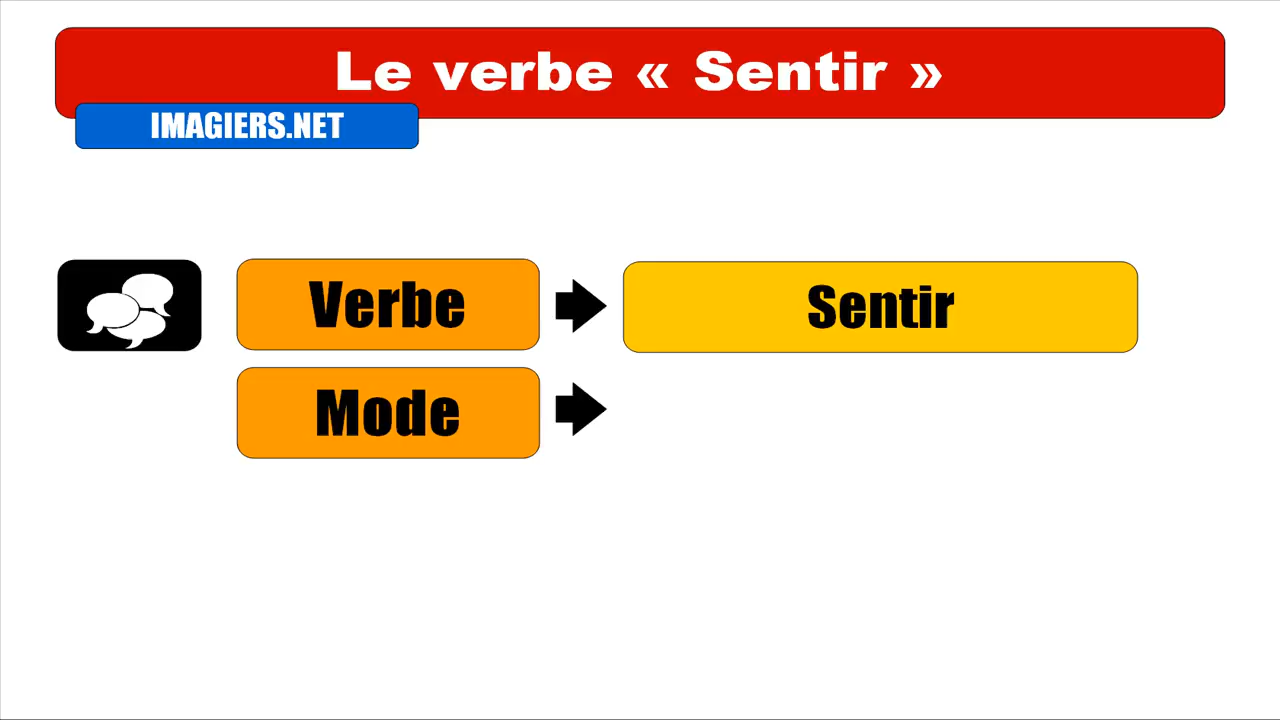 Le verbe « Sentir »
IMAGIERS.NET
Verbe
Sentir
Mode